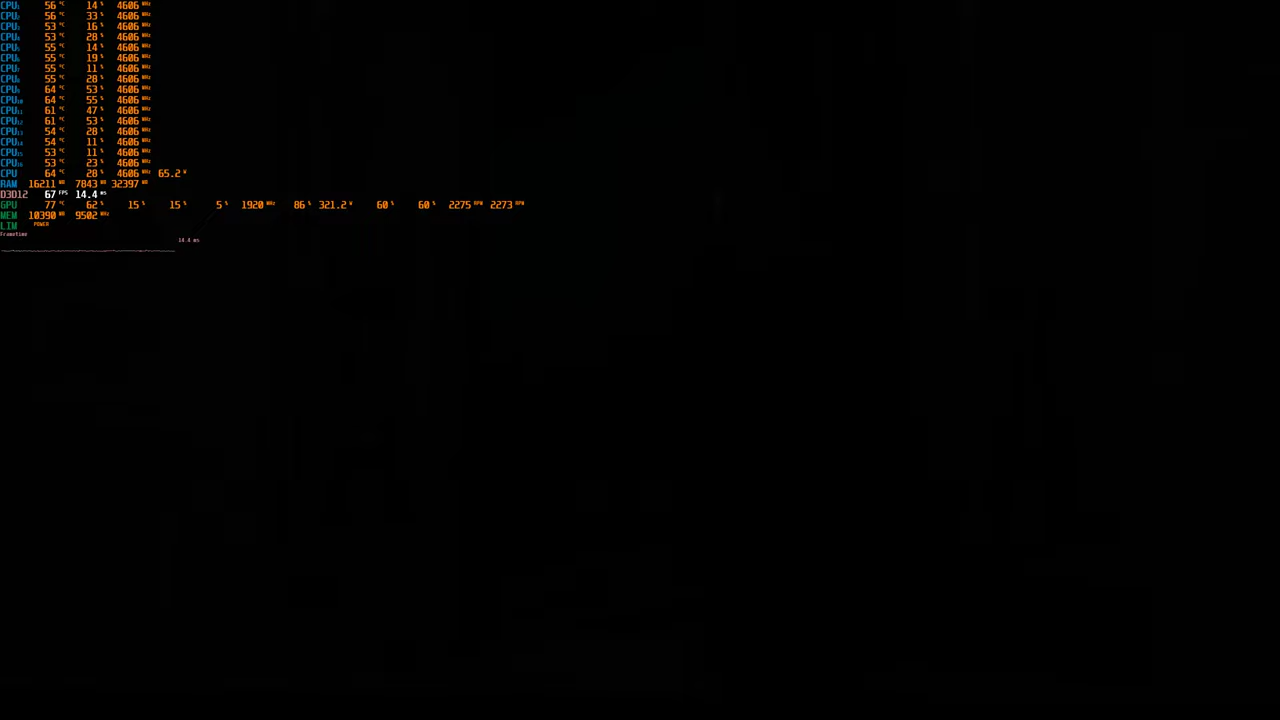 CPU1 56 °C 14 % 4606 MHz
CPU2 56 °C 33 % 4606 MHz
CPU3 53 °C 16 % 4606 MHz
CPU4 53 °C 28 % 4606 MHz
CPU5 55 °C 14 % 4606 MHz
CPU6 55 °C 19 % 4606 MHz
CPU7 55 °C 11 % 4606 MHz
CPU8 55 °C 28 % 4606 MHz
CPU9 64 °C 53 % 4606 MHz
CPU10 64 °C 55 % 4606 MHz
CPU11 61 °C 47 % 4606 MHz
CPU12 61 °C 53 % 4606 MHz
CPU13 54 °C 28 % 4606 MHz
CPU14 54 °C 11 % 4606 MHz
CPU15 53 °C 11 % 4606 MHz
CPU16 53 °C 23 % 4606 MHz
CPU 64 °C 28 % 4606 MHz 65.2 W
RAM 16211 MB 7843 MB 32397 MB
D3D12 67 FPS 14.4 ms
GPU 77 °C 62 % 15 % 15 % 5 % 1920 MHz 86 % 321.2 W 60 % 60 % 2275 RPM 2273 RPM
MEM 10390 MB 9502 MHz
LIM POWER
Frametime
14.4 ms